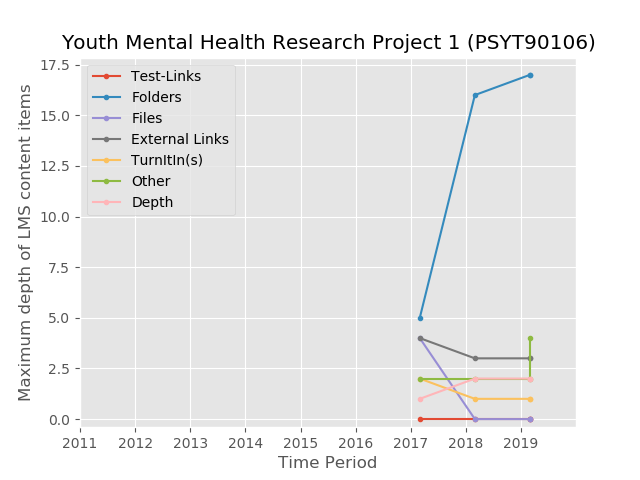 Youth Mental Health Research Project 1 (PSYT90106)
17.5
15.0
12.5
10.0
7.5
5.0
2.5
0.0
Maximum depth of LMS content items
Test-Links
Folders
Files
External Links
TurnItIn(s)
Other
Depth
2011 2012 2013 2014 2015 2016 2017 2018 2019
Time Period